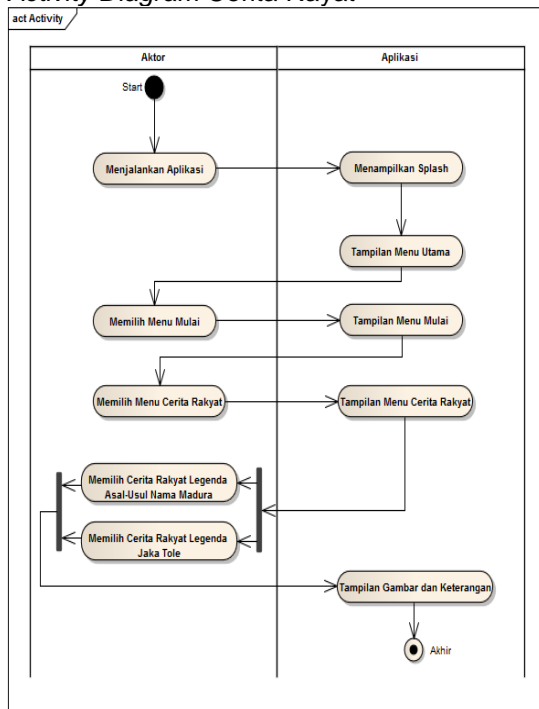 Activity Diagram Cerita Rayat
act Activity
Aktor
Aplikasi
Start
Menjalankan Aplikasi
Menampilkan Splash
Tampilan Menu Utama
Memilih Menu Mulai
Tampilan Menu Mulai
Memilih Menu Cerita Rakyat
Tampilan Menu Cerita Rakyat
Memilih Cerita Rakyat Legenda
Asal-Usul Nama Madura
Memilih Cerita Rakyat Legenda
Jaka Tole
Tampilan Gambar dan Keterangan
Akhir